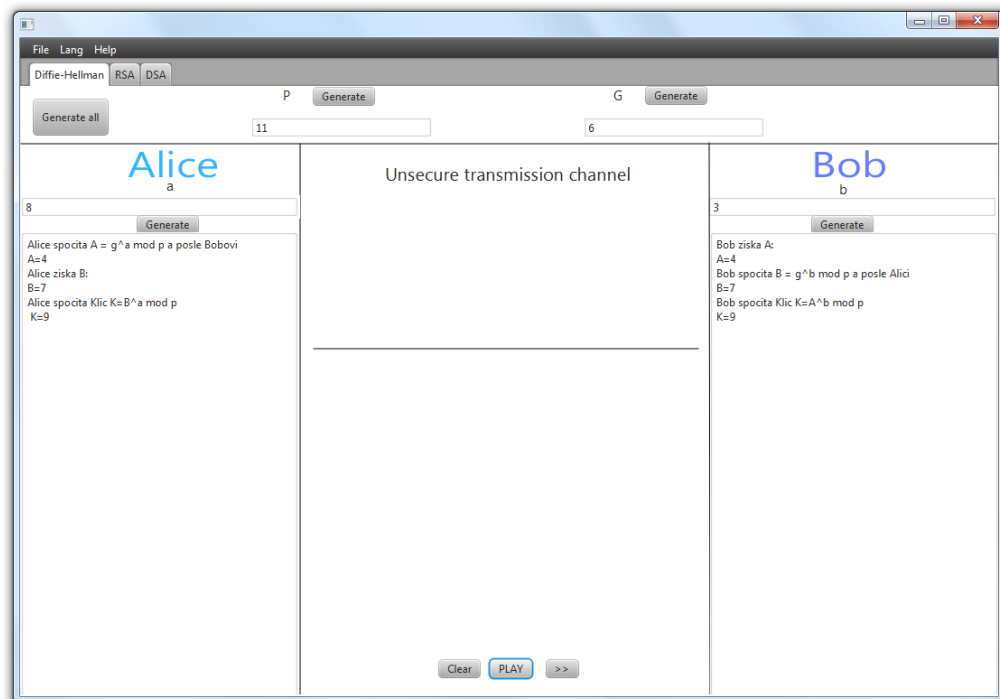 File Lang Help
Diffie-Hellman RSA DSA
Generate all
P Generate
G Generate
11
6
Alice
a
8
Generate
Alice spocita A = g^a mod p a posle Bobovi
A=4
Alice ziska B:
B=7
Alice spocita Klic K=B^a mod p
K=9
Unsecure transmission channel
Clear PLAY >>
Bob
b
3
Generate
Bob ziska A:
A=4
Bob spocita B = g^b mod p a posle Alici
B=7
Bob spocita Klic K=A^b mod p
K=9